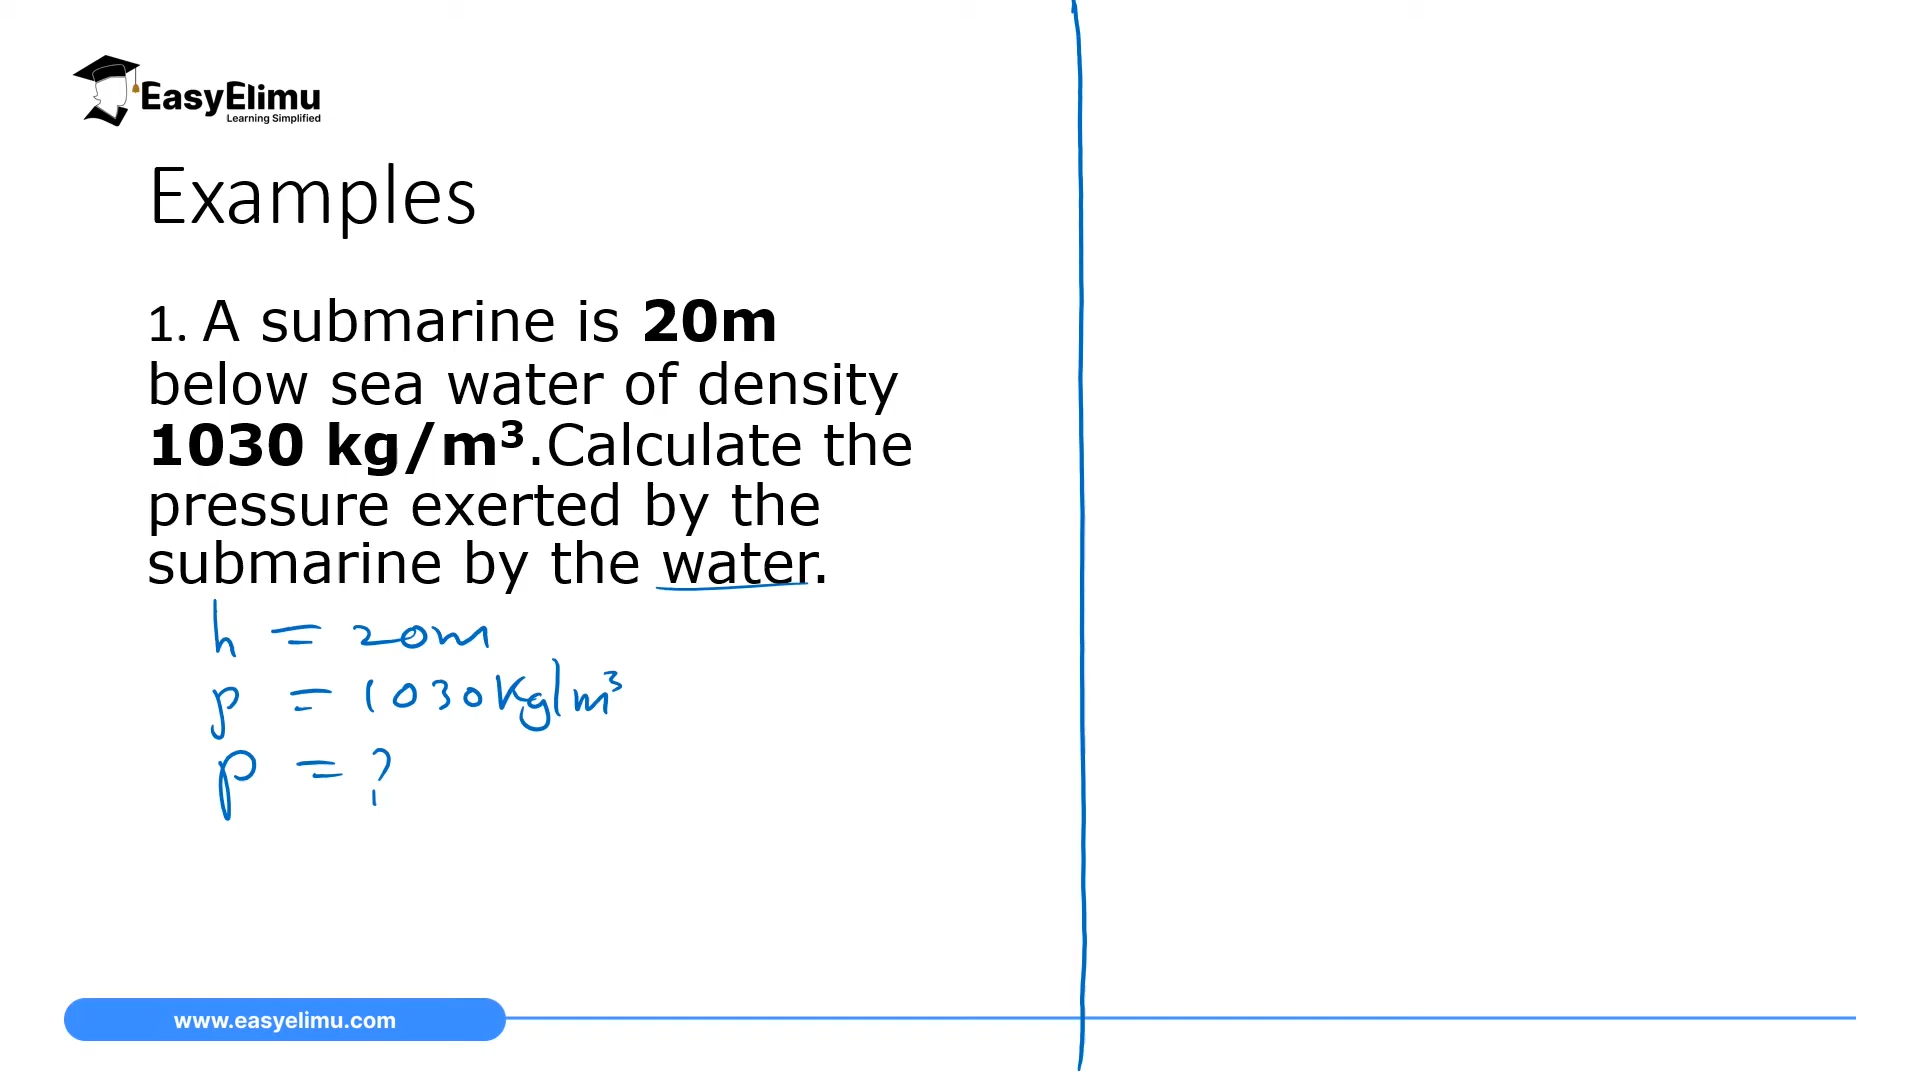 EasyElimu
Learning Simplified
Examples
1. A submarine is 20m
below sea water of density
1030 kg/m³.Calculate the
pressure exerted by the
submarine by the water.
h = 20m
ρ = 1030Kg/m³
p = ?
www.easyelimu.com